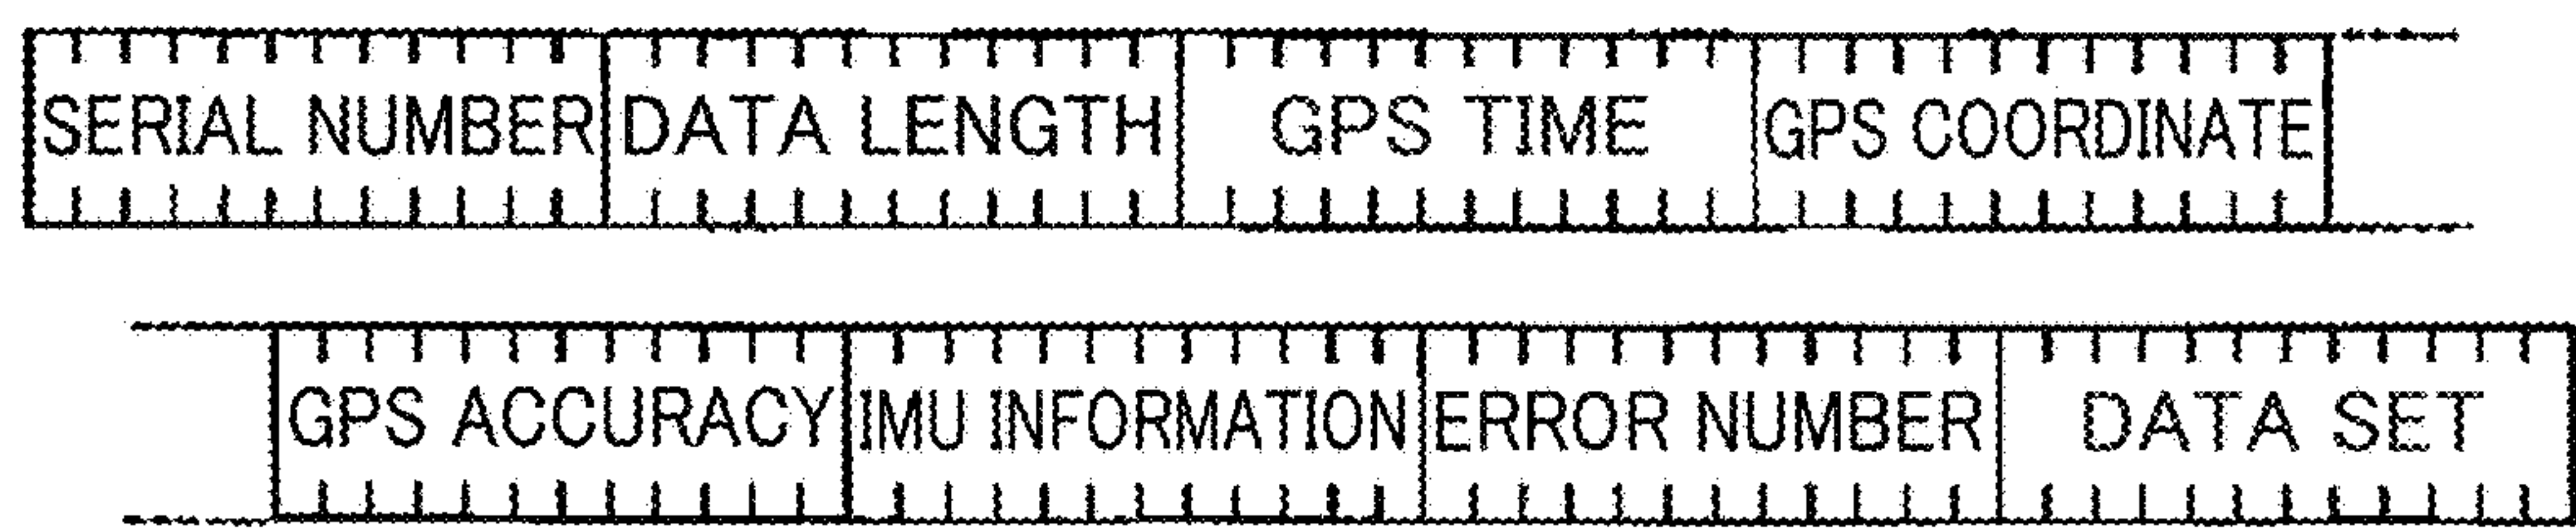 SERIAL NUMBER DATA LENGTH GPS TIME GPS COORDINATE
GPS ACCURACY IMU INFORMATION ERROR NUMBER DATA SET